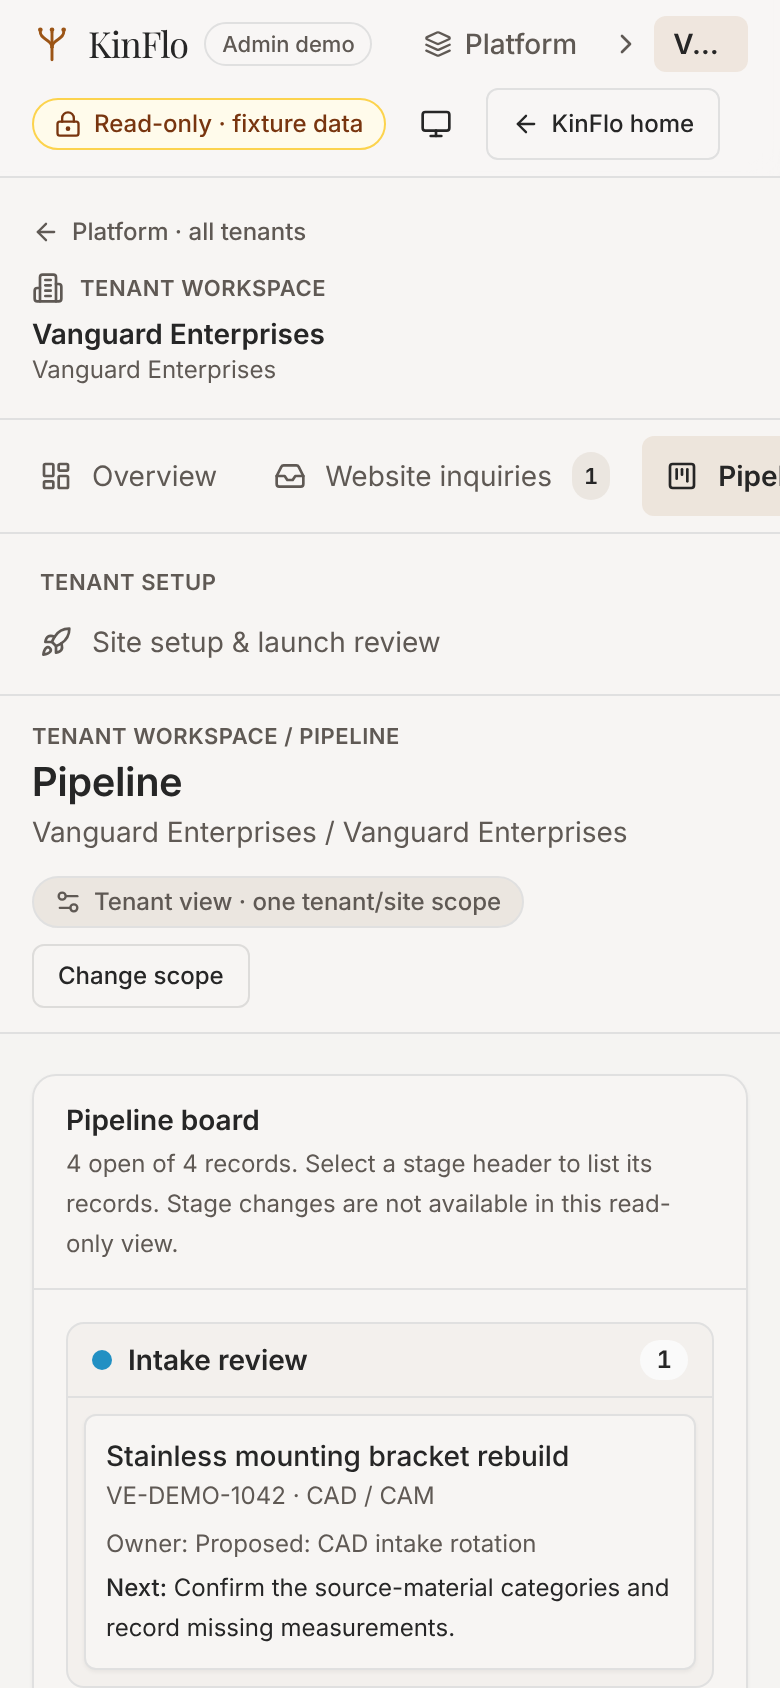 KinFlo
Admin demo
Platform
V...
Read-only · fixture data
KinFlo home
Platform · all tenants
TENANT WORKSPACE
Vanguard Enterprises
Vanguard Enterprises
Overview
Website inquiries
1
Pipel
TENANT SETUP
Site setup & launch review
TENANT WORKSPACE / PIPELINE
Pipeline
Vanguard Enterprises / Vanguard Enterprises
Tenant view · one tenant/site scope
Change scope
Pipeline board
4 open of 4 records. Select a stage header to list its
records. Stage changes are not available in this read-
only view.
Intake review
1
Stainless mounting bracket rebuild
VE-DEMO-1042 · CAD / CAM
Owner: Proposed: CAD intake rotation
Next: Confirm the source-material categories and
record missing measurements.